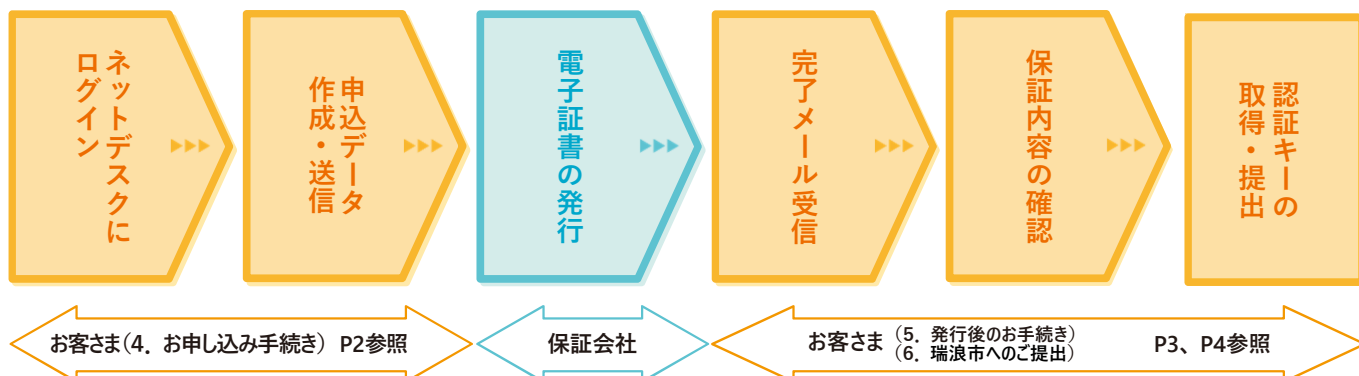 ネットデスクに
ログイン
申込データ
作成・送信
電子証書の発行
完了メール受信
保証内容の確認
認証キーの
取得・提出
お客さま(4．お申し込み手続き) P2参照
保証会社
お客さま (5．発行後のお手続き)
(6．瑞浪市へのご提出)
P3、P4参照